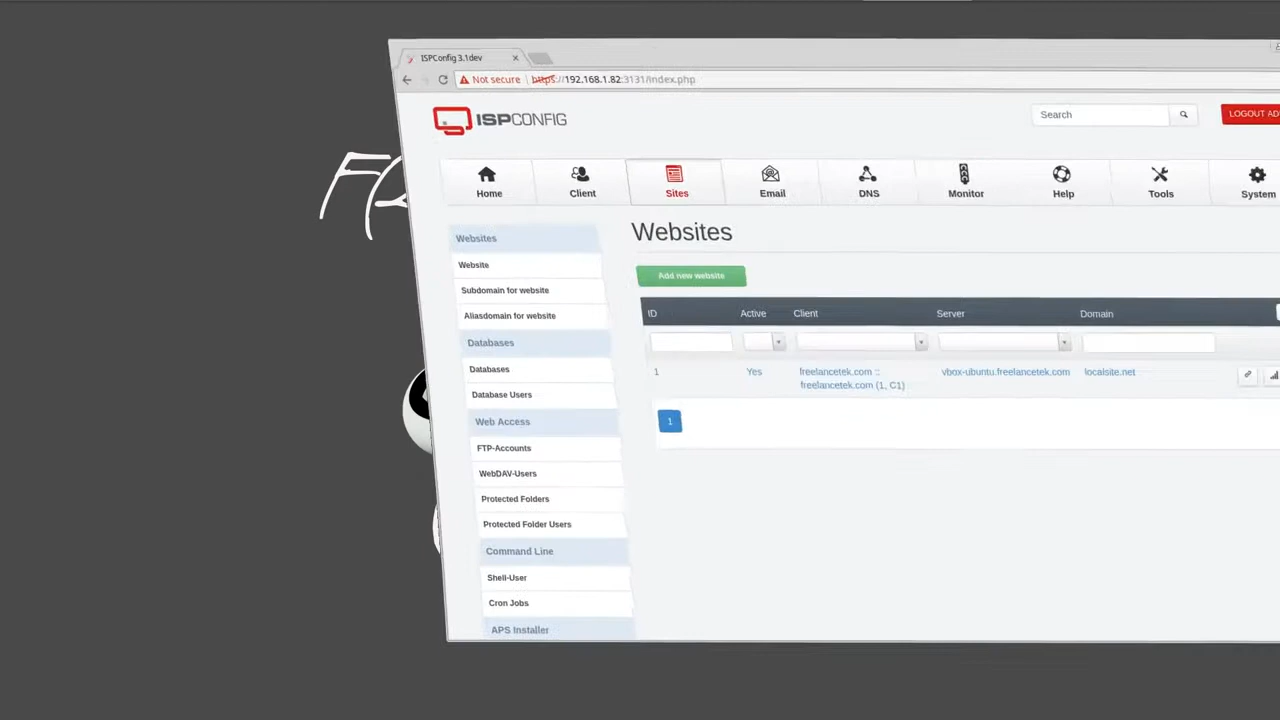 ISPConfig 3.1dev
Not secure https://192.168.1.82:3131/index.php
ISPCONFIG
Search
LOGOUT AD
Home
Client
Sites
Email
DNS
Monitor
Help
Tools
System
Websites
Website
Subdomain for website
Aliasdomain for website
Databases
Databases
Database Users
Web Access
FTP-Accounts
WebDAV-Users
Protected Folders
Protected Folder Users
Command Line
Shell-User
Cron Jobs
APS Installer
Websites
Add new website
ID Active Client Server Domain
1 Yes freelancetek.com :: vbox-ubuntu.freelancetek.com localsite.net
freelancetek.com (1, C1)
1